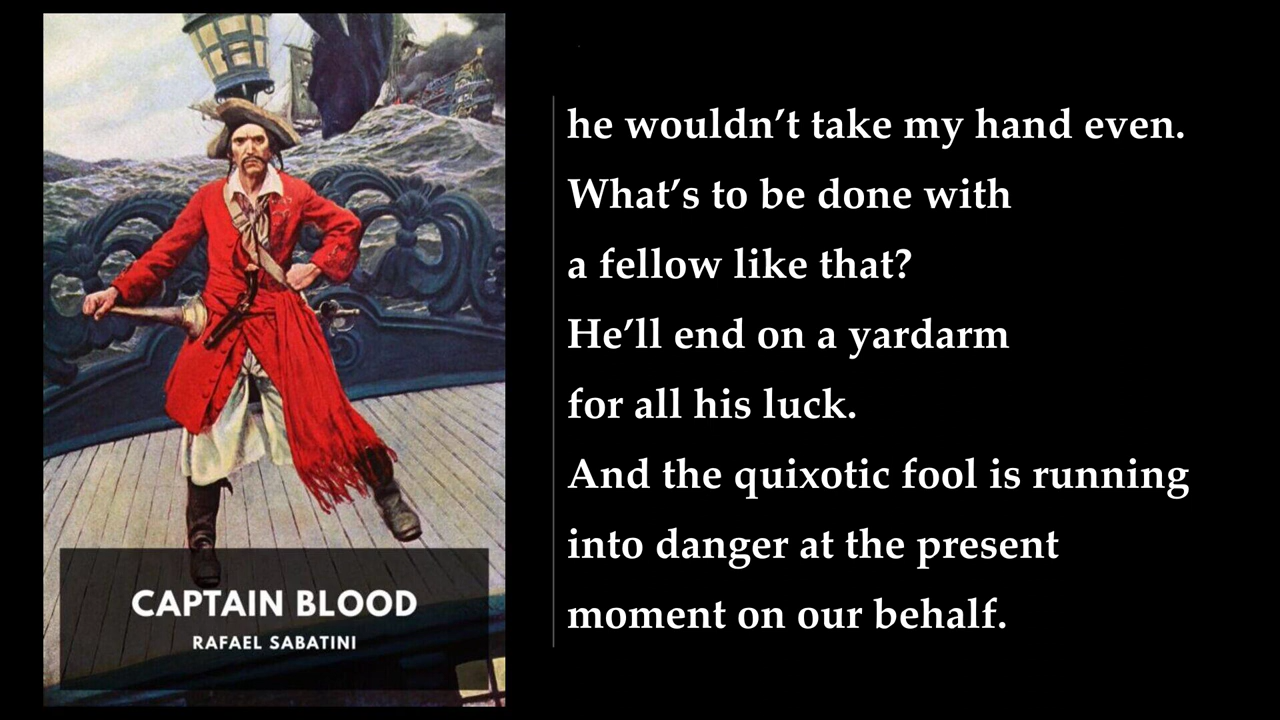 CAPTAIN BLOOD
RAFAEL SABATINI
he wouldn’t take my hand even.
What’s to be done with
a fellow like that?
He’ll end on a yardarm
for all his luck.
And the quixotic fool is running
into danger at the present
moment on our behalf.